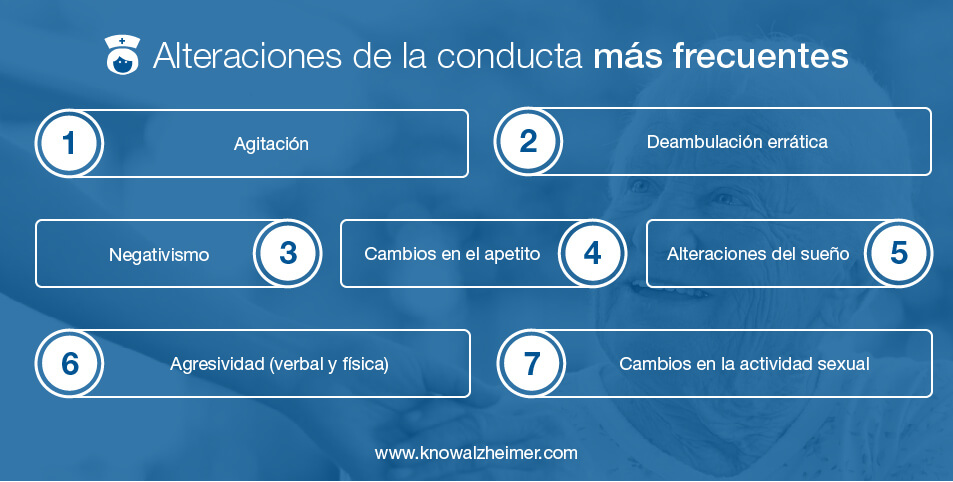 Alteraciones de la conducta más frecuentes
1 Agitación
2 Deambulación errática
Negativismo 3
Cambios en el apetito 4
Alteraciones del sueño 5
6 Agresividad (verbal y física)
7 Cambios en la actividad sexual
www.knowalzheimer.com